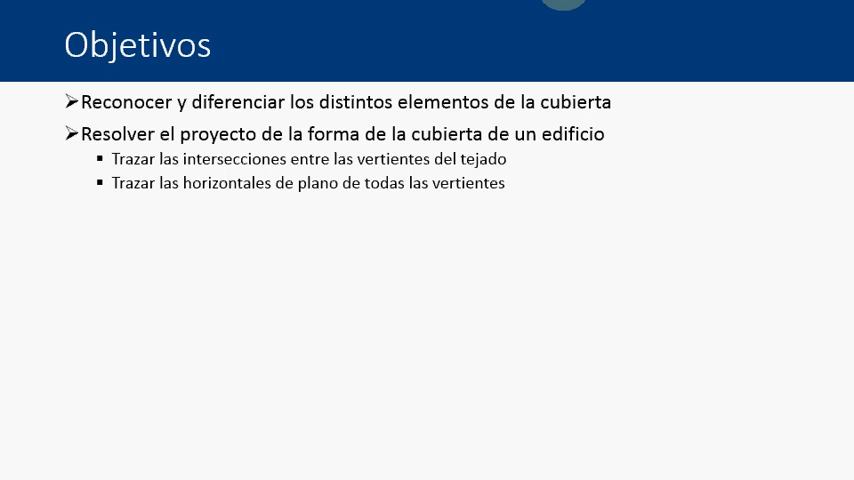 Objetivos
Reconocer y diferenciar los distintos elementos de la cubierta
Resolver el proyecto de la forma de la cubierta de un edificio
Trazar las intersecciones entre las vertientes del tejado
Trazar las horizontales de plano de todas las vertientes